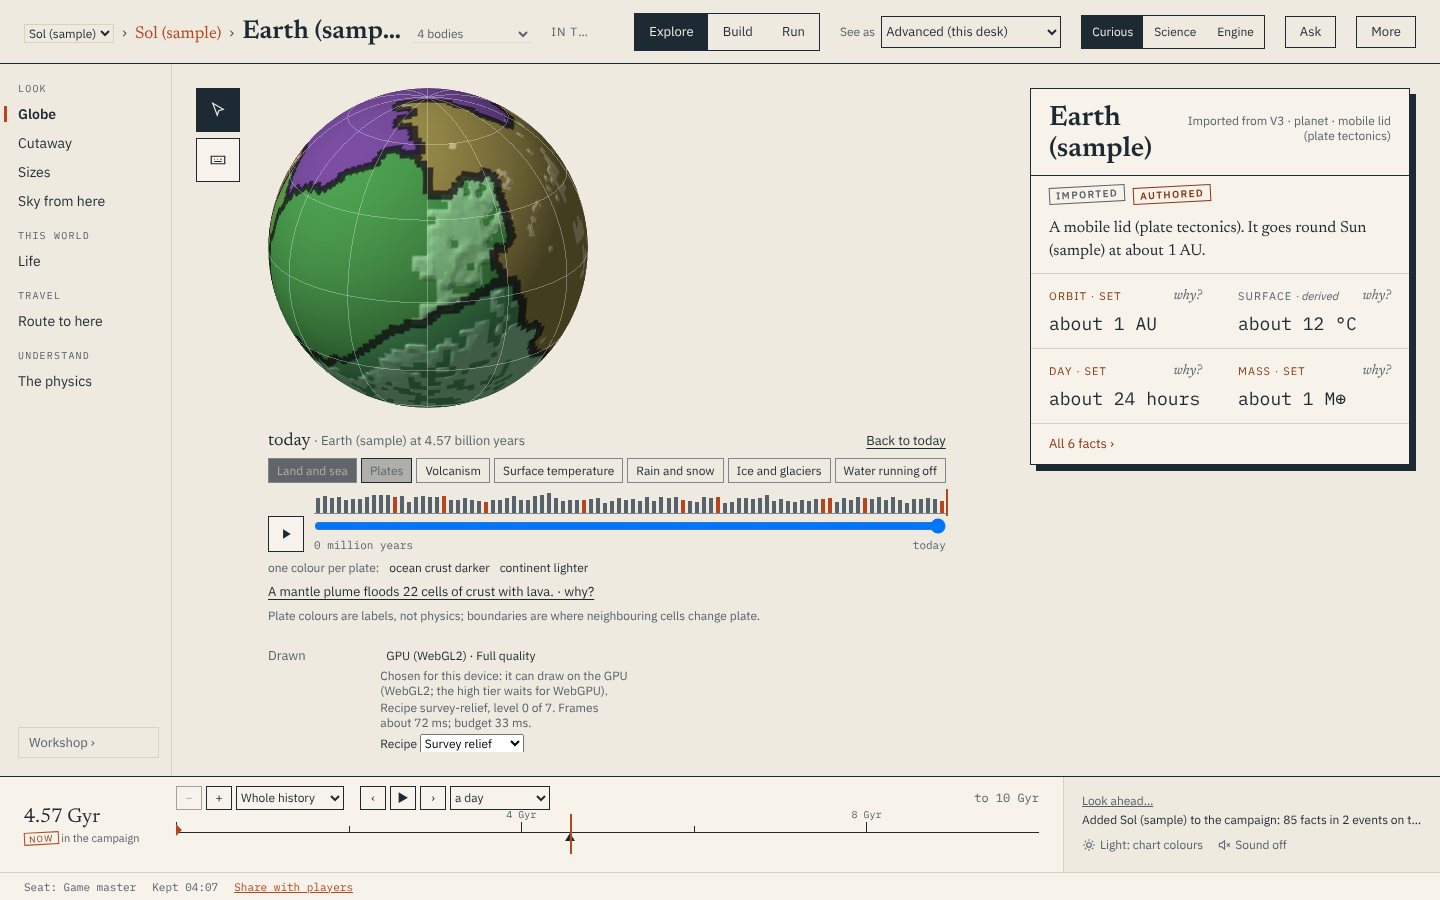 Sol (sample) › Sol (sample) › Earth (samp... 4 bodies IN T... Explore Build Run See as Advanced (this desk) Curious Science Engine Ask More
LOOK
Globe
Cutaway
Sizes
Sky from here
THIS WORLD
Life
TRAVEL
Route to here
UNDERSTAND
The physics
Workshop ›
today · Earth (sample) at 4.57 billion years Back to today
Land and sea Plates Volcanism Surface temperature Rain and snow Ice and glaciers Water running off
0 million years today
one colour per plate: ocean crust darker continent lighter
A mantle plume floods 22 cells of crust with lava. · why?
Plate colours are labels, not physics; boundaries are where neighbouring cells change plate.
Drawn GPU (WebGL2) · Full quality
Chosen for this device: it can draw on the GPU
(WebGL2; the high tier waits for WebGPU).
Recipe survey-relief, level 0 of 7. Frames
about 72 ms; budget 33 ms.
Recipe Survey relief
Earth
(sample)
Imported from V3 · planet · mobile lid
(plate tectonics)
IMPORTED AUTHORED
A mobile lid (plate tectonics). It goes round Sun
(sample) at about 1 AU.
ORBIT · SET why? SURFACE · derived why?
about 1 AU about 12 °C
DAY · SET why? MASS · SET why?
about 24 hours about 1 M⊕
All 6 facts ›
4.57 Gyr
NOW in the campaign
− + Whole history ‹ › a day to 10 Gyr
4 Gyr 8 Gyr
Look ahead...
Added Sol (sample) to the campaign: 85 facts in 2 events on t...
Light: chart colours Sound off
Seat: Game master Kept 04:07 Share with players